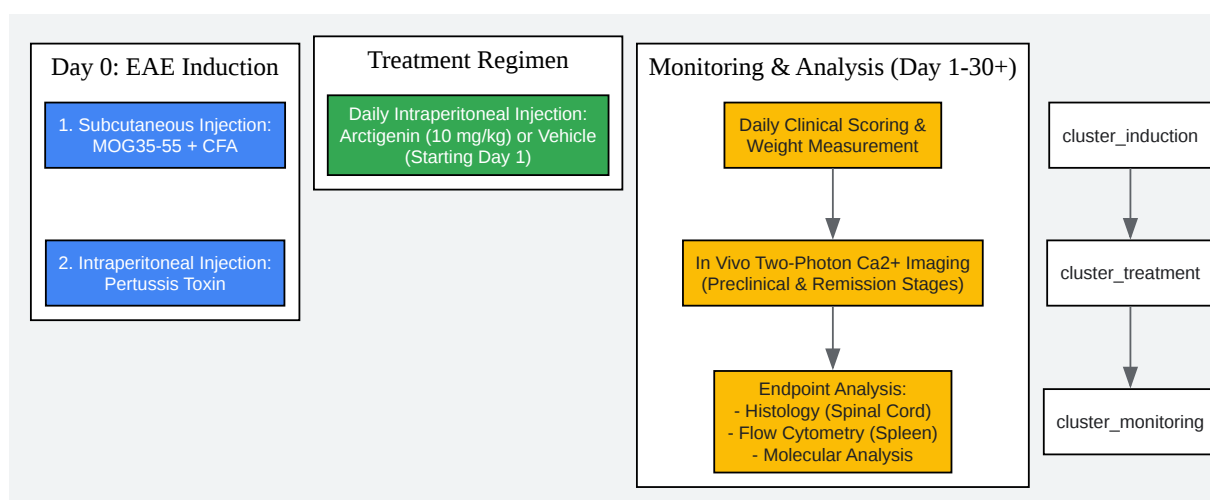 Day 0: EAE Induction
1. Subcutaneous Injection:
MOG35-55 + CFA
2. Intraperitoneal Injection:
Pertussis Toxin
Treatment Regimen
Daily Intraperitoneal Injection:
Arctigenin (10 mg/kg) or Vehicle
(Starting Day 1)
Monitoring & Analysis (Day 1-30+)
Daily Clinical Scoring &
Weight Measurement
In Vivo Two-Photon Ca2+ Imaging
(Preclinical & Remission Stages)
Endpoint Analysis:
- Histology (Spinal Cord)
- Flow Cytometry (Spleen)
- Molecular Analysis
cluster_induction
cluster_treatment
cluster_monitoring